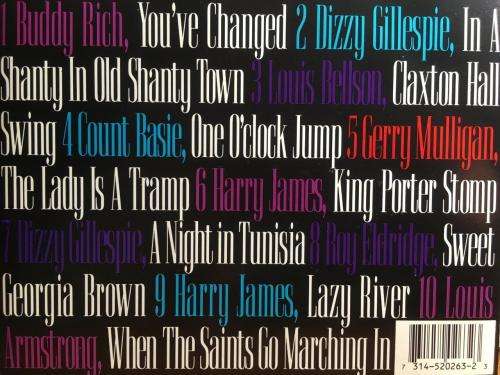 1 Buddy Rich, You've Changed 2 Dizzy Gillespie, In A
Shanty In Old Shanty Town 3 Louis Bellson, Claxton Hall
Swing 4 Count Basie, One O'clock Jump 5 Gerry Mulligan,
The Lady Is A Tramp 6 Harry James, King Porter Stomp
7 Dizzy Gillespie, A Night in Tunisia 8 Roy Eldridge, Sweet
Georgia Brown 9 Harry James, Lazy River 10 Louis
Armstrong, When The Saints Go Marching In
7 314-520263-2 3